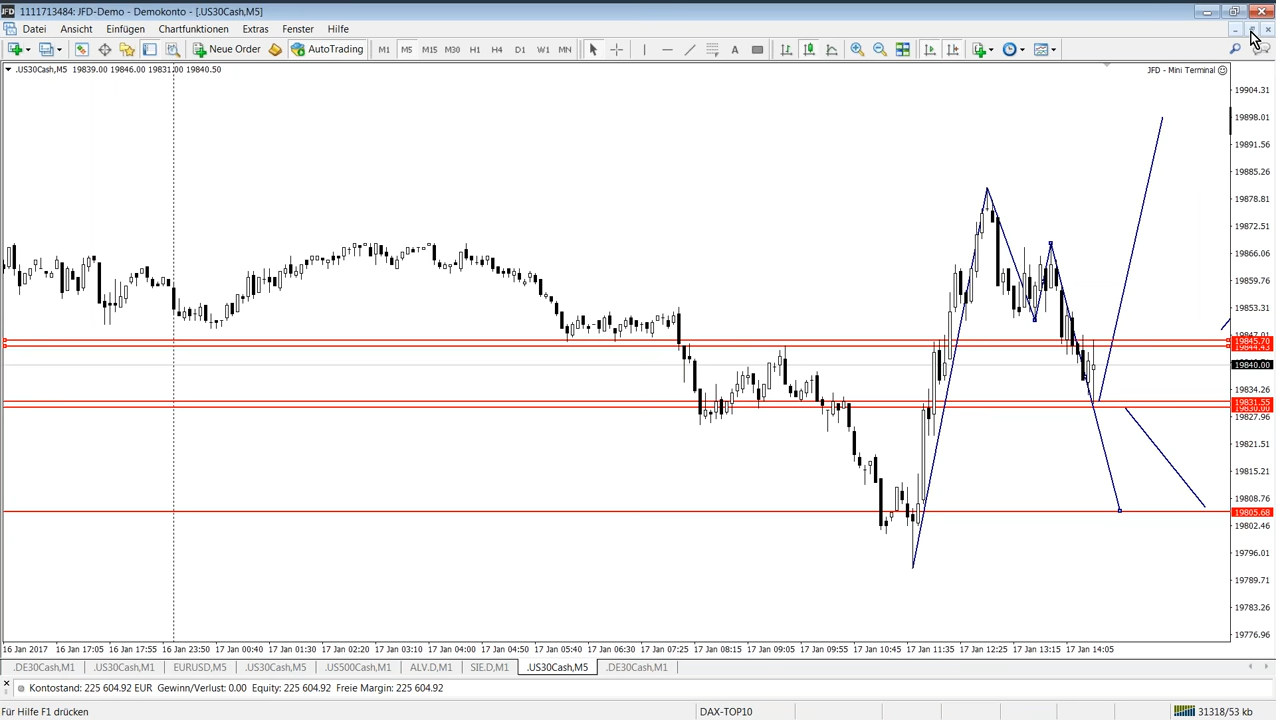 JFD 1111713484: JFD-Demo - Demokonto - [.US30Cash,M5]
Datei Ansicht Einfügen Chartfunktionen Extras Fenster Hilfe
New Order AutoTrading M1 M5 M15 M30 H1 H4 D1 W1 MN A
.US30Cash,M5 19839.00 19846.00 19831.00 19840.50
JFD - Mini Terminal
19904.31
19898.01
19891.56
19885.26
19878.81
19872.51
19866.06
19859.76
19853.31
19847.01
19845.70
19844.43
19840.00
19834.26
19831.55
19830.00
19827.96
19821.51
19815.21
19808.76
19805.68
19802.46
19796.01
19789.71
19783.26
19776.96
16 Jan 2017 16 Jan 17:05 16 Jan 17:55 16 Jan 23:50 17 Jan 00:40 17 Jan 01:30 17 Jan 02:20 17 Jan 03:10 17 Jan 04:00 17 Jan 04:50 17 Jan 05:40 17 Jan 06:30 17 Jan 07:25 17 Jan 08:15 17 Jan 09:05 17 Jan 09:55 17 Jan 10:45 17 Jan 11:35 17 Jan 12:25 17 Jan 13:15 17 Jan 14:05
.DE30Cash,M1 .US30Cash,M1 EURUSD,M5 .US30Cash,M5 .US500Cash,M1 ALV.D,M1 SIE.D,M1 .US30Cash,M5 .DE30Cash,M1
Kontostand: 225 604.92 EUR Gewinn/Verlust: 0.00 Equity: 225 604.92 Freie Margin: 225 604.92
Für Hilfe F1 drücken DAX-TOP10 31318/53 kb